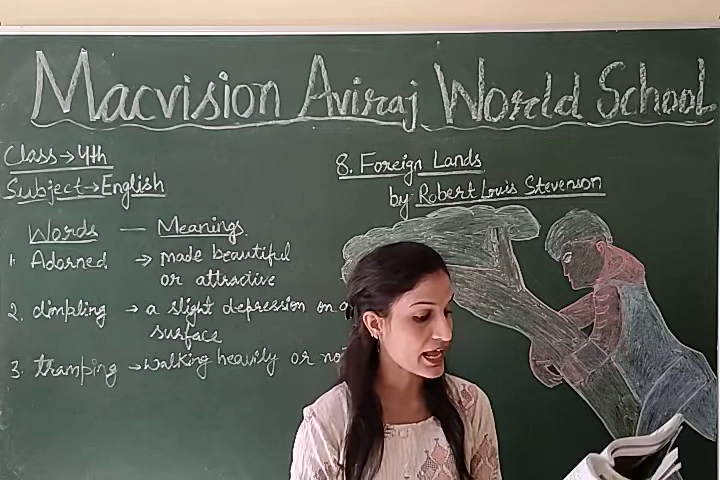 Macvision Aviraj World School
Class→4th
Subject→English
8. Foreign Lands
by Robert Louis Stevenson
Words — Meanings
1. Adorned → made beautiful
or attractive
2. dimpling → a slight depression on a
surface
3. tramping → walking heavily or